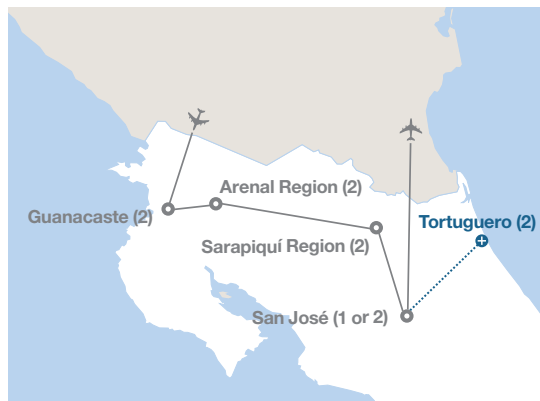 Arenal Region (2)
Guanacaste (2)
Tortuguero (2)
Sarapiquí Region (2)
San José (1 or 2)